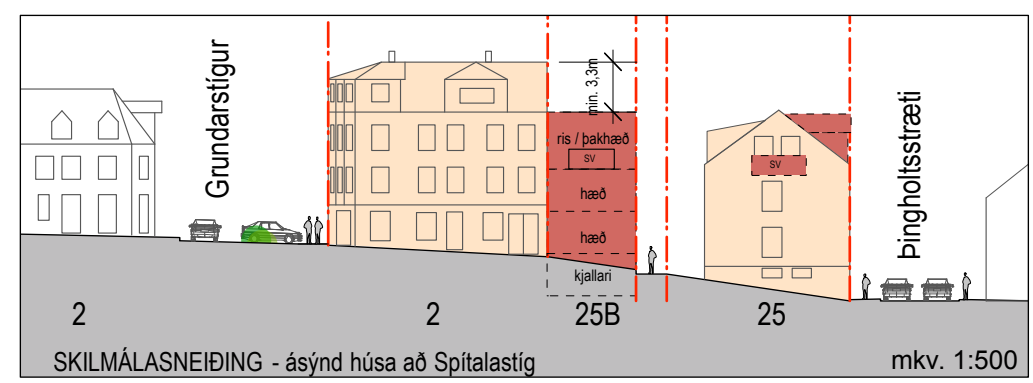 Grundarstígur
min. 3,3m
ris / þakhæð
sv
hæð
hæð
kjallari
sv
Þingholtsstræti
2
2
25B
25
SKILMÁLASNEIÐING - ásýnd húsa að Spítalastíg
mkv. 1:500